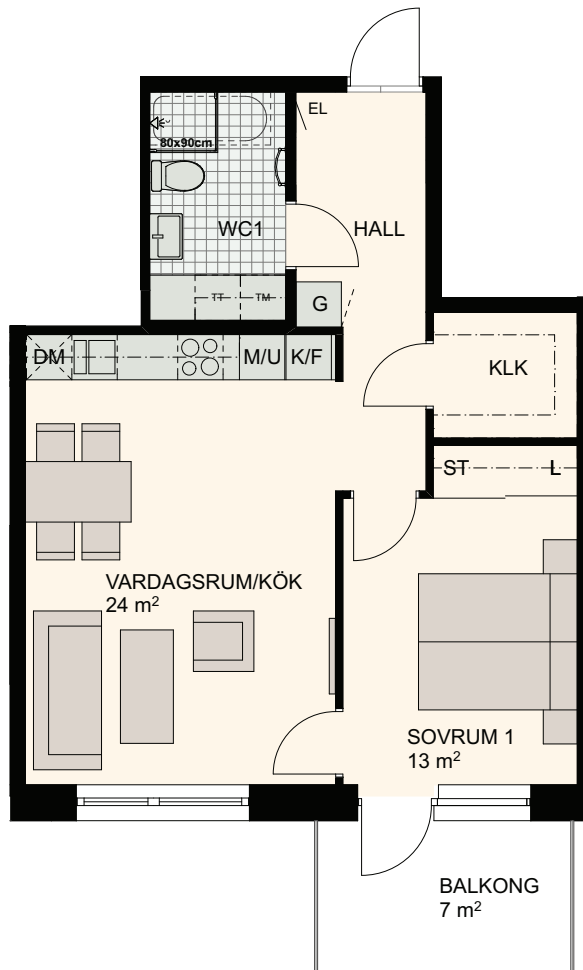 EL
80x90cm
WC1
HALL
TT
TM
G
DM
M/U
K/F
KLK
ST
L
VARDAGSRUM/KÖK
24 m²
SOVRUM 1
13 m²
BALKONG
7 m²